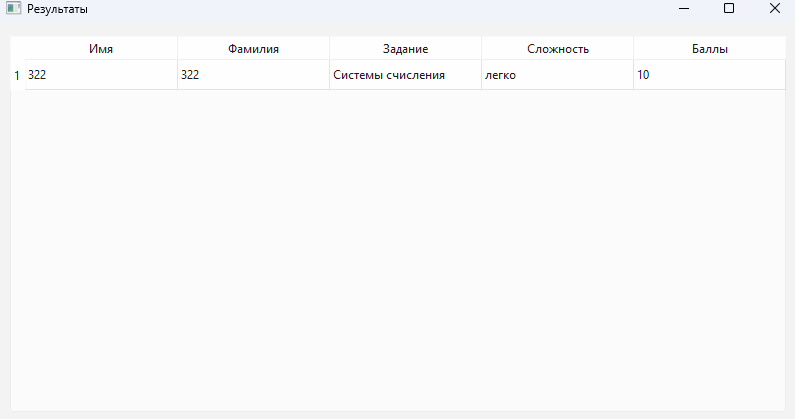 Результаты
Имя Фамилия Задание Сложность Баллы
1 322 322 Системы счисления легко 10